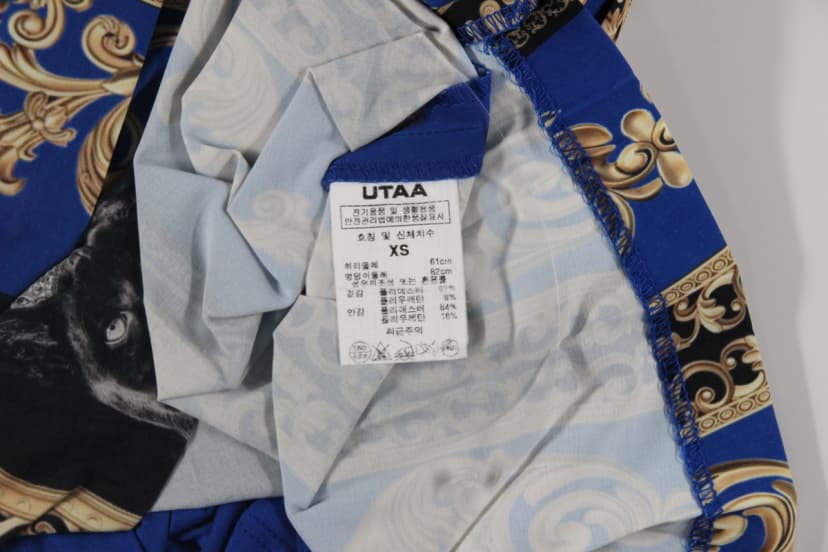 UTAA
전기용품 및 생활용품
안전관리법에의한품질표시
호칭 및 신체치수
XS
허리둘레 61cm
엉덩이둘레 82cm
섬유의조성 또는 혼용률
겉감 폴리에스터
폴리우레탄 8%
안감 폴리에스터 84%
폴리우레탄 16%
취급주의